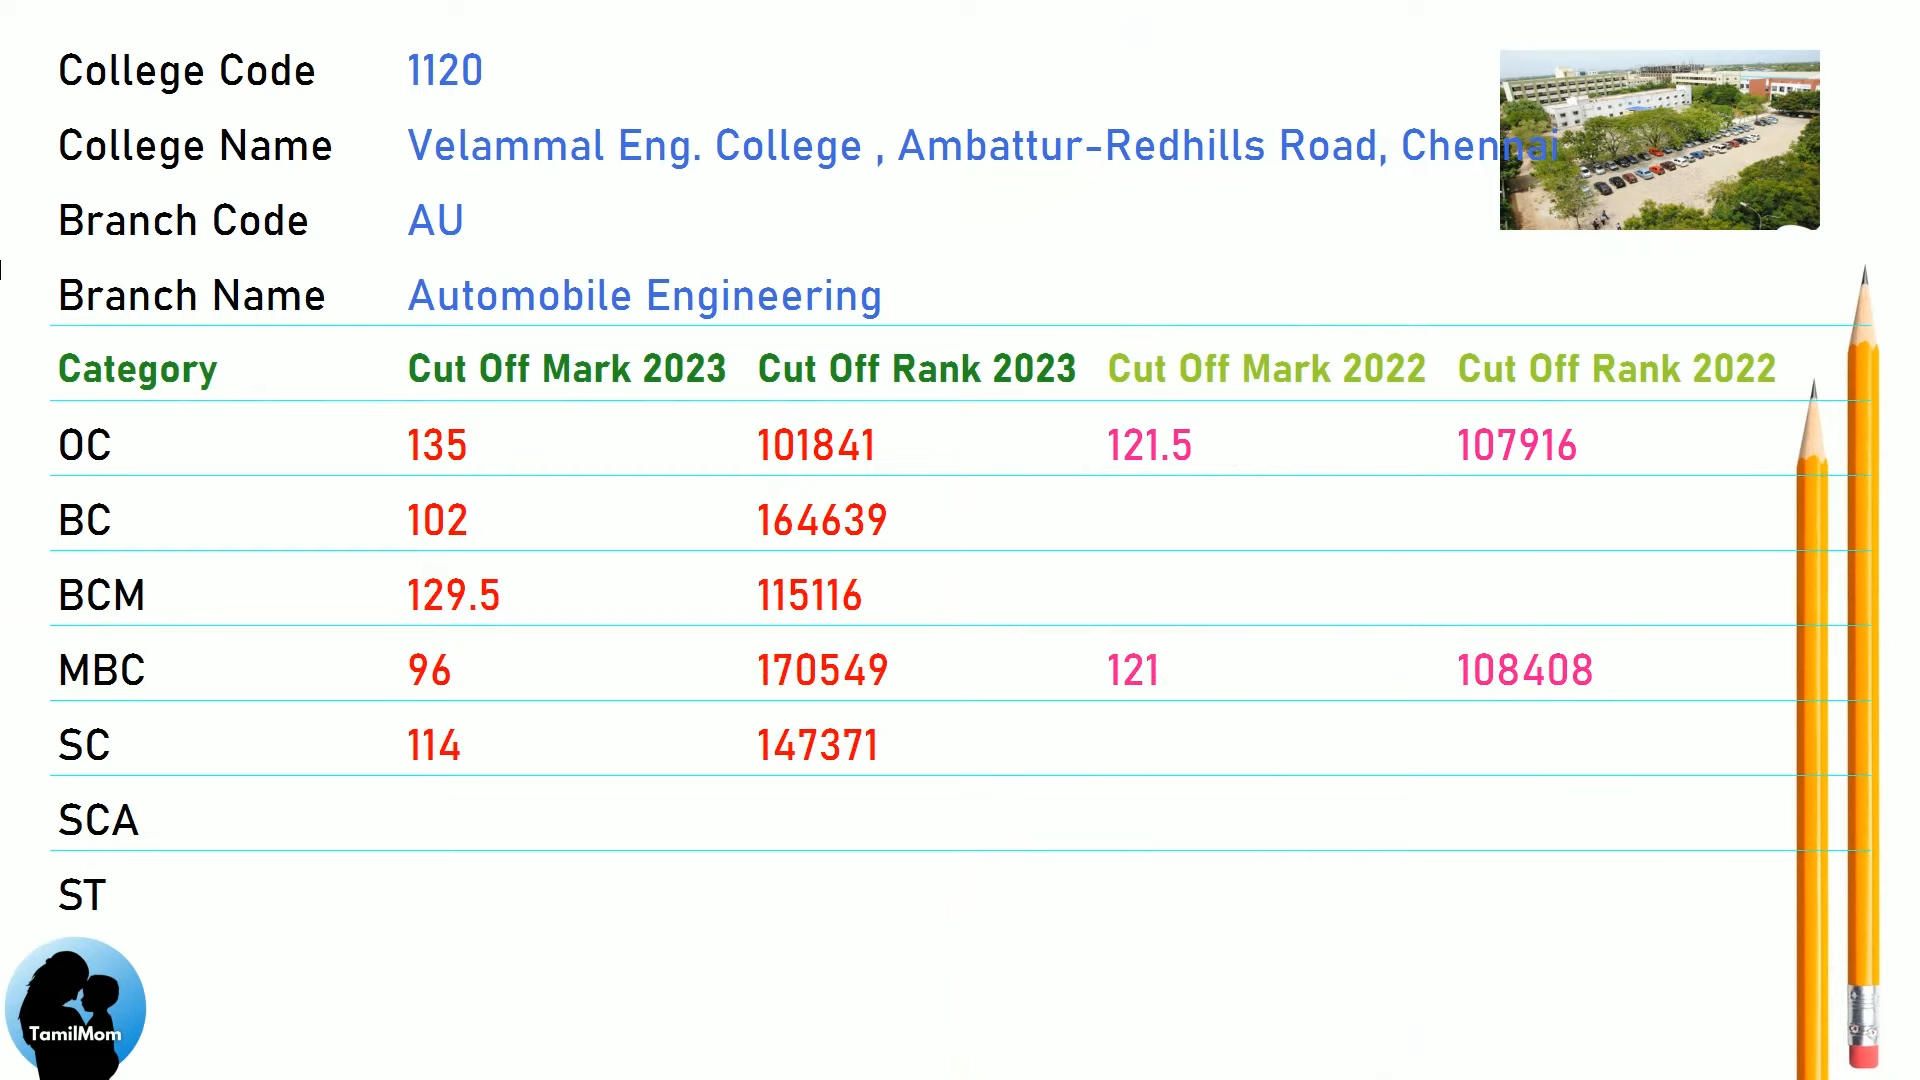 College Code 1120
College Name Velammal Eng. College , Ambattur-Redhills Road, Chennai
Branch Code AU
Branch Name Automobile Engineering
Category Cut Off Mark 2023 Cut Off Rank 2023 Cut Off Mark 2022 Cut Off Rank 2022
OC 135 101841 121.5 107916
BC 102 164639
BCM 129.5 115116
MBC 96 170549 121 108408
SC 114 147371
SCA
ST
TamilMom